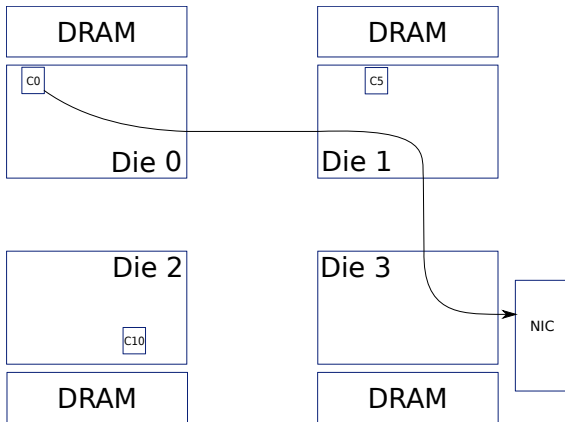 DRAM
DRAM
C0
C5
Die 0
Die 1
Die 2
Die 3
C10
NIC
DRAM
DRAM